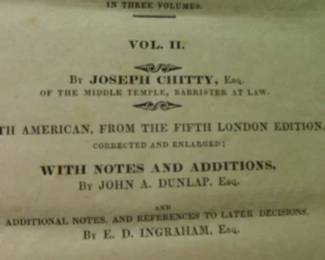 IN THREE VOLUMES.
VOL. II.
BY JOSEPH CHITTY, Esq.
OF THE MIDDLE TEMPLE, BARRISTER AT LAW.
TH AMERICAN, FROM THE FIFTH LONDON EDITION,
CORRECTED AND ENLARGED;
WITH NOTES AND ADDITIONS,
BY JOHN A. DUNLAP, Esq.
AND
ADDITIONAL NOTES, AND REFERENCES TO LATER DECISIONS,
BY E. D. INGRAHAM, Esq.